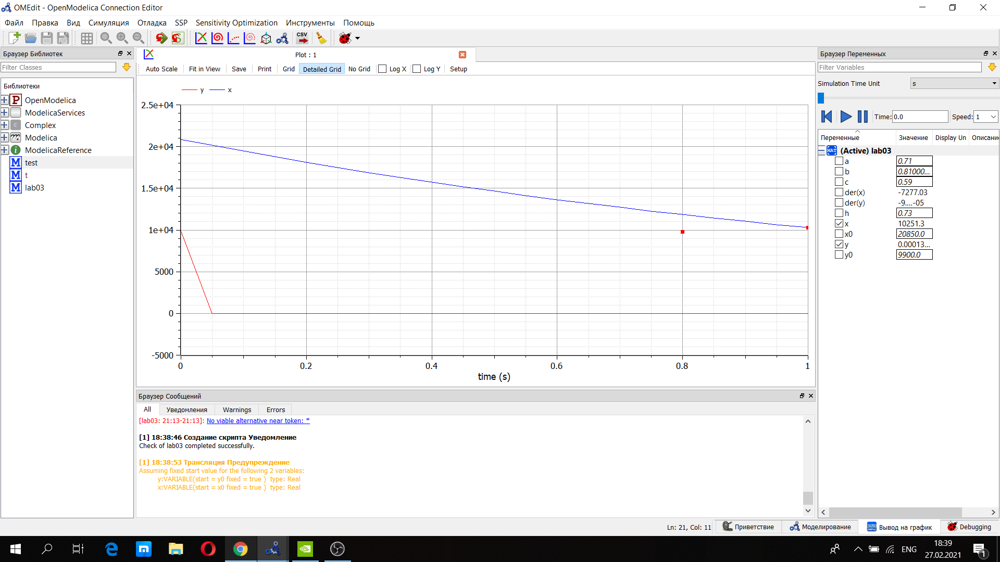 OMEdit - OpenModelica Connection Editor
Файл Правка Вид Симуляция Отладка SSP Sensitivity Optimization Инструменты Помощь
CSV
Браузер Библиотек
Filter Classes
Библиотеки
P OpenModelica
ModelicaServices
C Complex
m Modelica
i ModelicaReference
M test
M t
M lab03
Plot : 1
Auto Scale Fit in View Save Print Grid Detailed Grid No Grid Log X Log Y Setup
y x
2.5e+04
2e+04
1.5e+04
1e+04
5000
0
-5000
0 0.2 0.4 0.6 0.8 1
time (s)
Браузер Сообщений
All Уведомления Warnings Errors
[lab03: 21:13-21:13]: No viable alternative near token: *
[1] 18:38:46 Создание скрипта Уведомление
Check of lab03 completed successfully.
[1] 18:38:53 Трансляция Предупреждение
Assuming fixed start value for the following 2 variables:
y:VARIABLE(start = y0 fixed = true ) type: Real
x:VARIABLE(start = x0 fixed = true ) type: Real
Браузер Переменных
Filter Variables
Simulation Time Unit s
Time: 0.0 Speed: 1
Переменные Значение Display Un Описани
MAT (Active) lab03
a 0.71
b 0.81000...
c 0.59
der(x) -7277.03
der(y) -9....-05
h 0.73
x 10251.3
x0 20850.0
y 0.00013...
y0 9900.0
Ln: 21, Col: 11 Приветствие Моделирование Вывод на график Debugging
ENG
18:39
27.02.2021
1